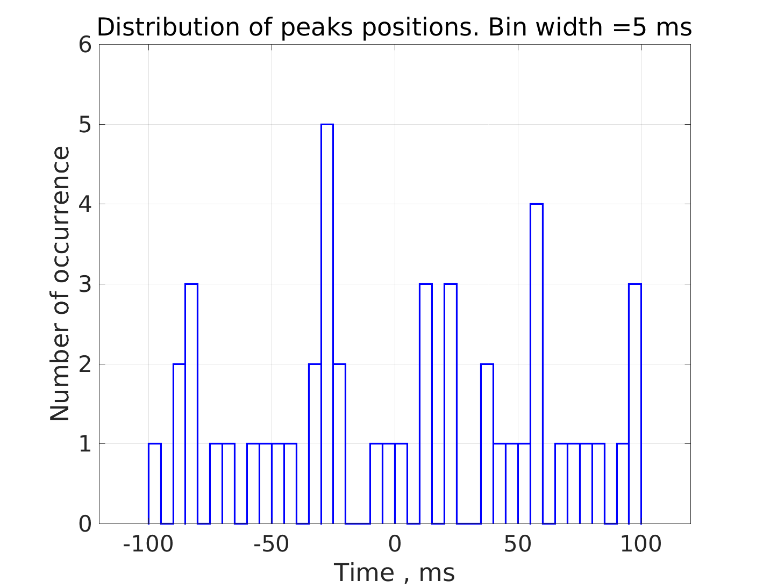 Distribution of peaks positions. Bin width =5 ms
6
5
4
3
2
1
0
Number of occurrence
-100 -50 0 50 100
Time , ms